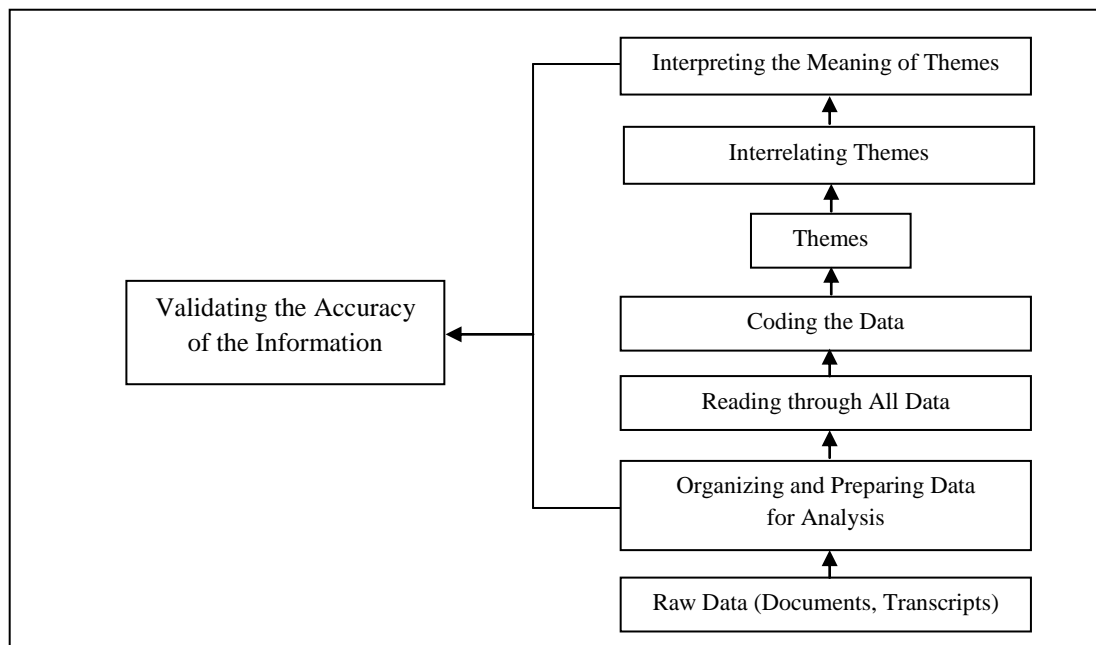 Interpreting the Meaning of Themes
Interrelating Themes
Themes
Validating the Accuracy
of the Information
Coding the Data
Reading through All Data
Organizing and Preparing Data
for Analysis
Raw Data (Documents, Transcripts)